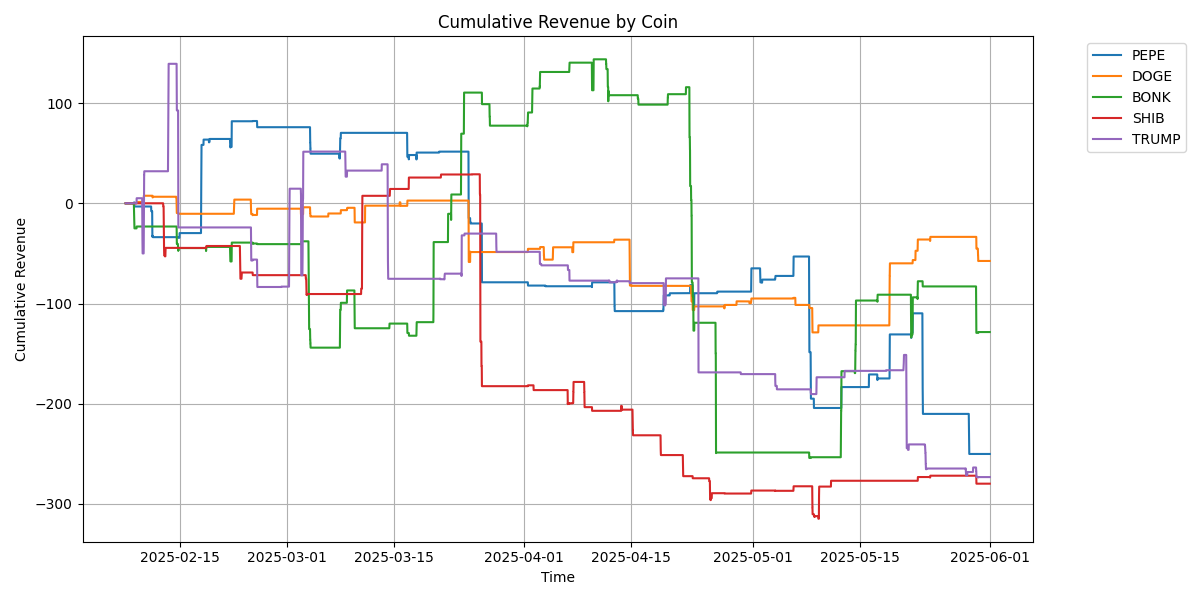 Cumulative Revenue by Coin
Cumulative Revenue
100
0
−100
−200
−300
2025-02-15
2025-03-01
2025-03-15
2025-04-01
2025-04-15
2025-05-01
2025-05-15
2025-06-01
Time
PEPE
DOGE
BONK
SHIB
TRUMP